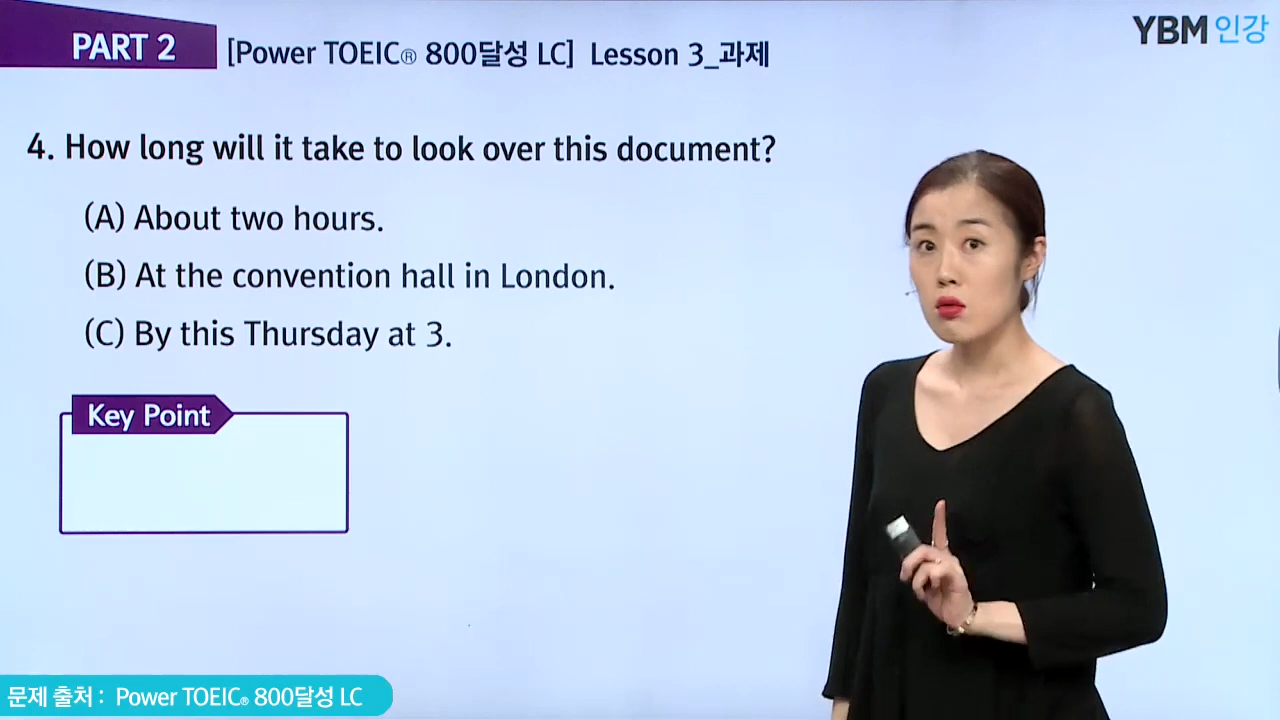 PART 2
[Power TOEIC® 800달성 LC] Lesson 3_과제
YBM 인강
4. How long will it take to look over this document?
(A) About two hours.
(B) At the convention hall in London.
(C) By this Thursday at 3.
Key Point
문제 출처 : Power TOEIC® 800달성 LC